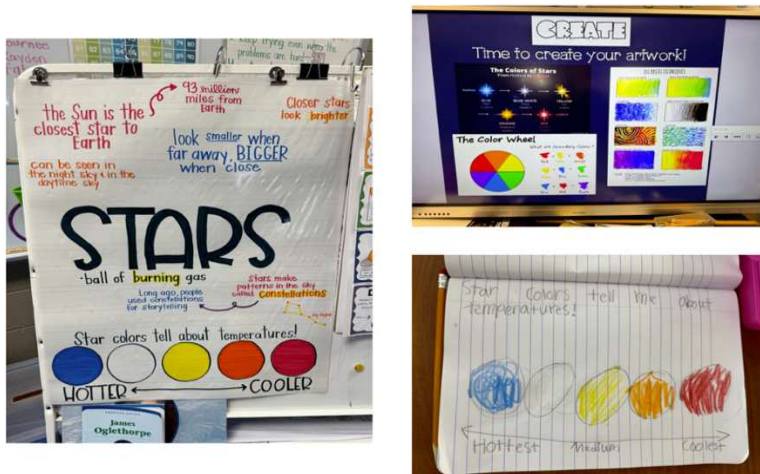 93 million
miles from
Earth
the Sun is the
closest star to
Earth
Closer stars
look brighter
look smaller when
far away, BIGGER
when close
can be seen in
the night sky & in the
daytime sky
STARS
-ball of burning gas
Long ago, people
used constellations
for storytelling
Stars make
patterns in the sky
called Constellations
Star colors tell about temperatures!
HOTTER
COOLER
James
Oglethorpe
CREATE
Time to create your artwork!
The Colors of Stars
The Color Wheel
Star colors tell me about
temperatures!
Hottest Medium Coolest